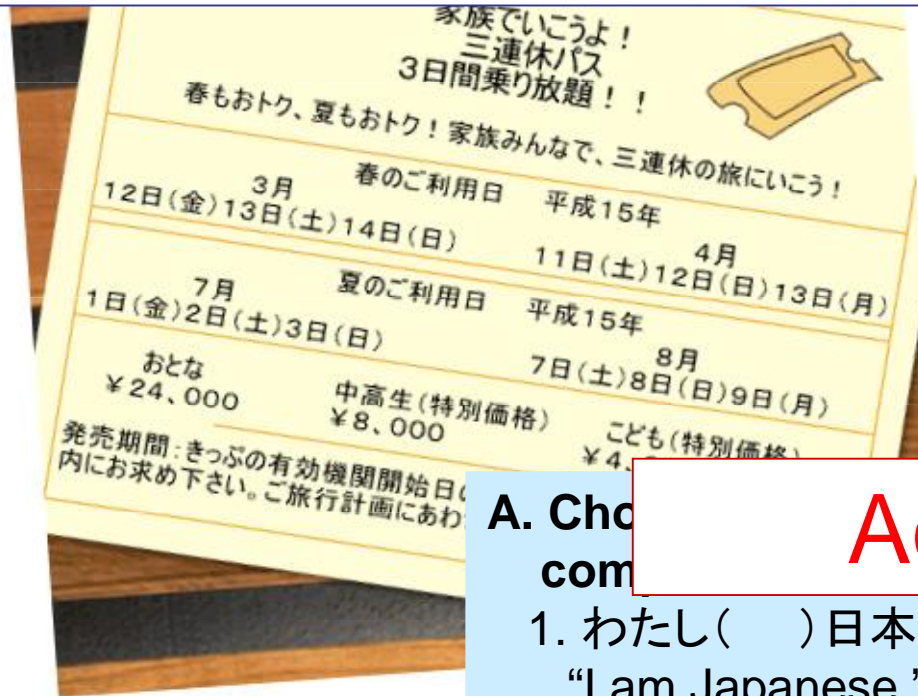 家族でいこうよ！
三連休パス
3日間乗り放題！！
春もおトク、夏もおトク！家族みんなで、三連休の旅にいこう！
春のご利用日 平成15年
3月 4月
12日(金)13日(土)14日(日) 11日(土)12日(日)13日(月)
夏のご利用日 平成15年
7月 8月
1日(金)2日(土)3日(日) 7日(土)8日(日)9日(月)
おとな 中高生(特別価格) こども(特別価格)
￥24、000 ￥8、000 ￥4、
発売期間：きっぷの有効機関開始日の
内にお求め下さい。ご旅行計画にあわ
A. Cho
com
1. わたし( )日本
"I am Japanese